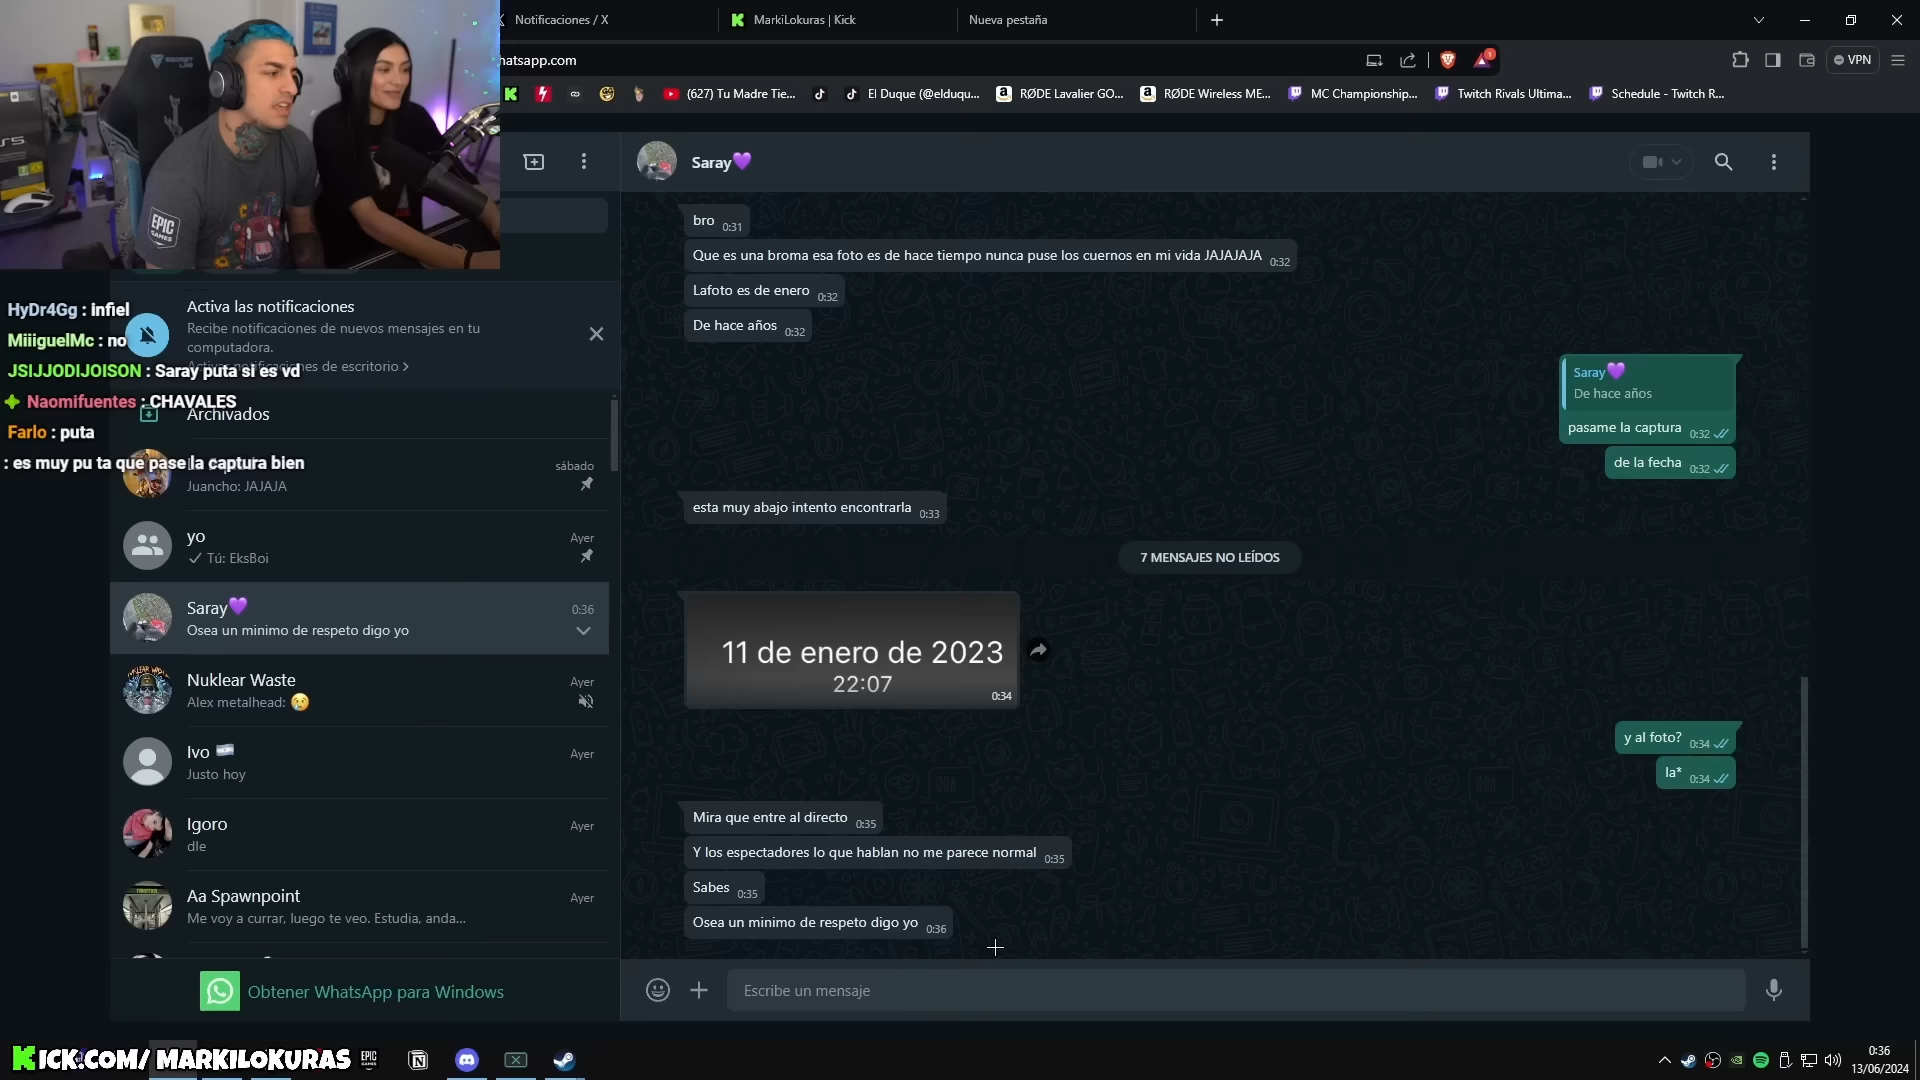 Notificaciones / X
MarkiLokuras | Kick
Nueva pestaña
hatsapp.com
1
VPN
(627) Tu Madre Tie...
El Duque (@elduqu...
RØDE Lavalier GO...
RØDE Wireless ME...
MC Championship...
Twitch Rivals Ultima...
Schedule - Twitch R...
SECRETLAB
EPIC
GAMES
Saray💜
bro 0:31
Que es una broma esa foto es de hace tiempo nunca puse los cuernos en mi vida JAJAJAJA 0:32
Lafoto es de enero 0:32
De hace años 0:32
Saray💜
De hace años
pasame la captura 0:32
de la fecha 0:32
esta muy abajo intento encontrarla 0:33
7 MENSAJES NO LEÍDOS
11 de enero de 2023
22:07
0:34
y al foto? 0:34
la* 0:34
Mira que entre al directo 0:35
Y los espectadores lo que hablan no me parece normal 0:35
Sabes 0:35
Osea un minimo de respeto digo yo 0:36
Escribe un mensaje
HyDr4Gg : infiel
MiiiguelMc : no
JSIJJODIJOISON : Saray puta si es vd
Naomifuentes : CHAVALES
Farlo : puta
: es muy pu ta que pase la captura bien
Activa las notificaciones
Recibe notificaciones de nuevos mensajes en tu
computadora.
nes de escritorio >
Archivados
sábado
Juancho: JAJAJA
yo
Ayer
Tú: EksBoi
Saray💜
0:36
Osea un minimo de respeto digo yo
Nuklear Waste
Ayer
Alex metalhead: 😢
Ivo
Ayer
Justo hoy
Igoro
Ayer
dle
Aa Spawnpoint
Ayer
Me voy a currar, luego te veo. Estudia, anda...
Obtener WhatsApp para Windows
KICK.COM/ MARKILOKURAS
EPIC
GAMES
0:36
13/06/2024